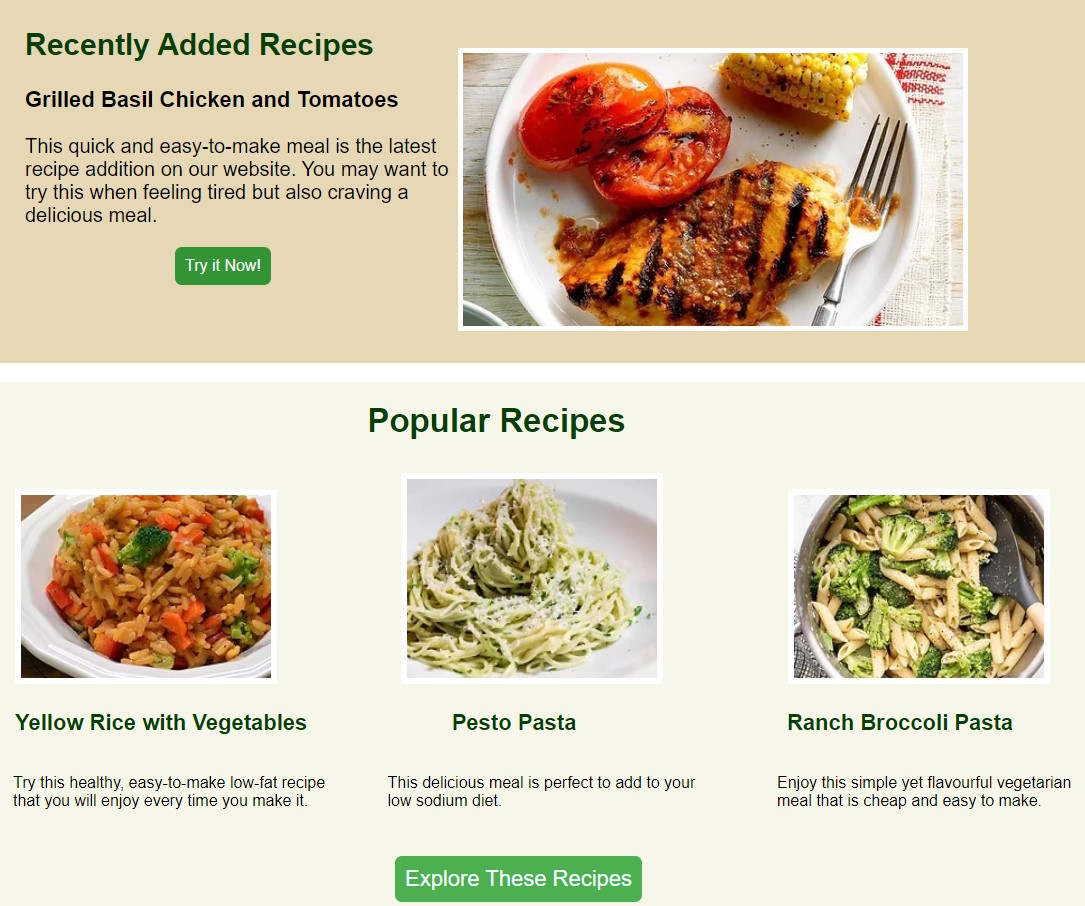 Recently Added Recipes
Grilled Basil Chicken and Tomatoes
This quick and easy-to-make meal is the latest
recipe addition on our website. You may want to
try this when feeling tired but also craving a
delicious meal.
Try it Now!
Popular Recipes
Yellow Rice with Vegetables
Try this healthy, easy-to-make low-fat recipe
that you will enjoy every time you make it.
Pesto Pasta
This delicious meal is perfect to add to your
low sodium diet.
Ranch Broccoli Pasta
Enjoy this simple yet flavourful vegetarian
meal that is cheap and easy to make.
Explore These Recipes